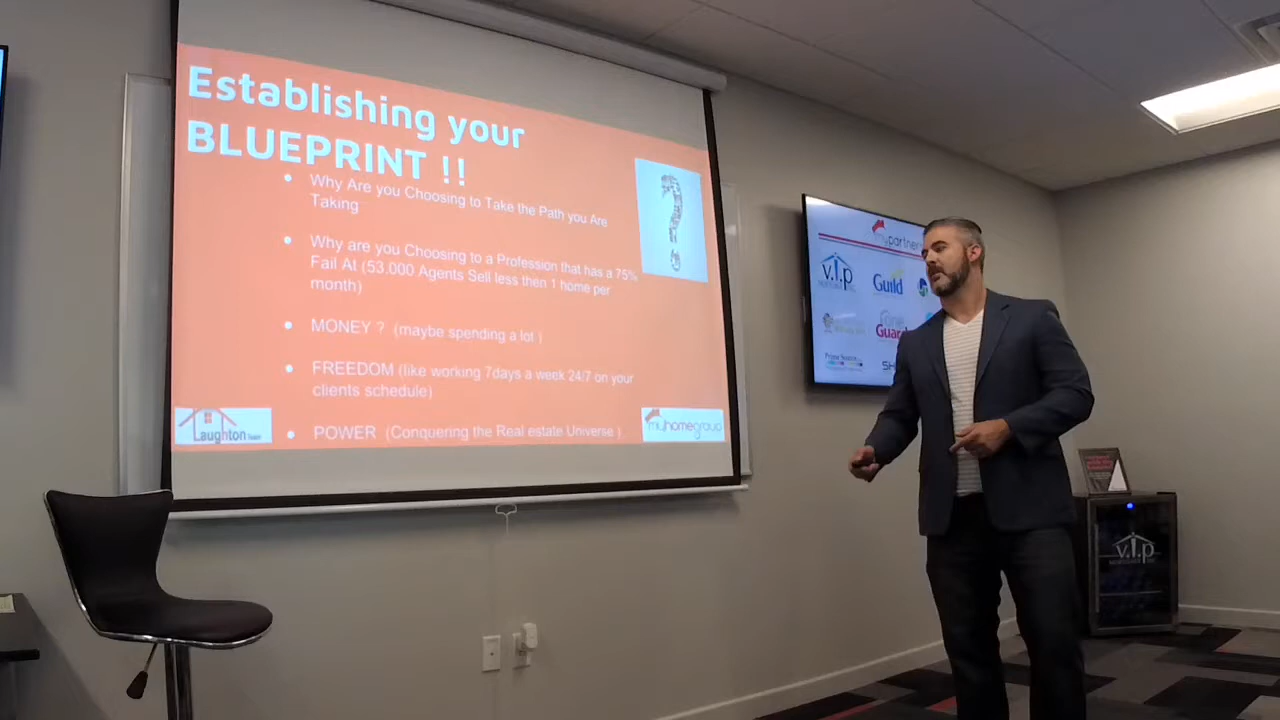 Establishing your
BLUEPRINT !!
Why Are you Choosing to Take the Path you Are
Taking
Why are you Choosing to a Profession that has a 75%
Fail At (53.000 Agents Sell less then 1 home per
month)
MONEY ? (maybe spending a lot )
FREEDOM (like working 7days a week 24/7 on your
clients schedule)
POWER (Conquering the Real estate Universe )
Laughton
myhomegroup
mypartner
v.i.p
Guild
Guard
v.i.p